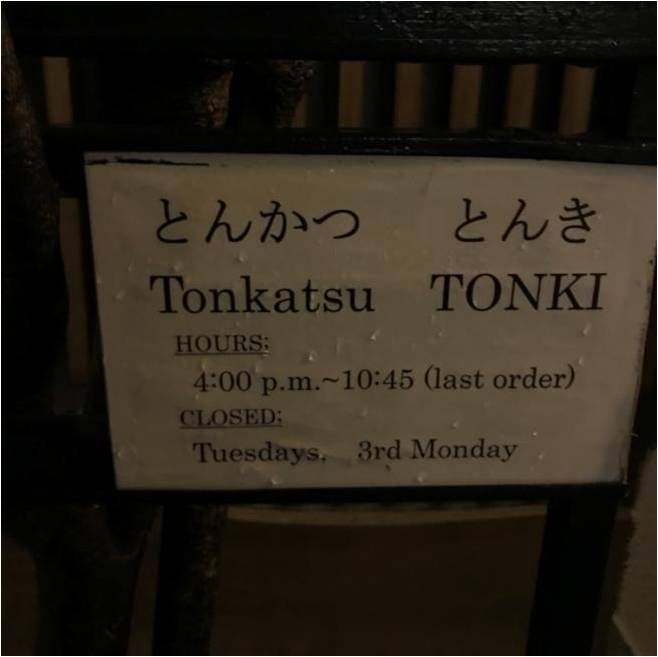 とんかつ　とんき
Tonkatsu TONKI
HOURS:
4:00 p.m.~10:45 (last order)
CLOSED:
Tuesdays, 3rd Monday